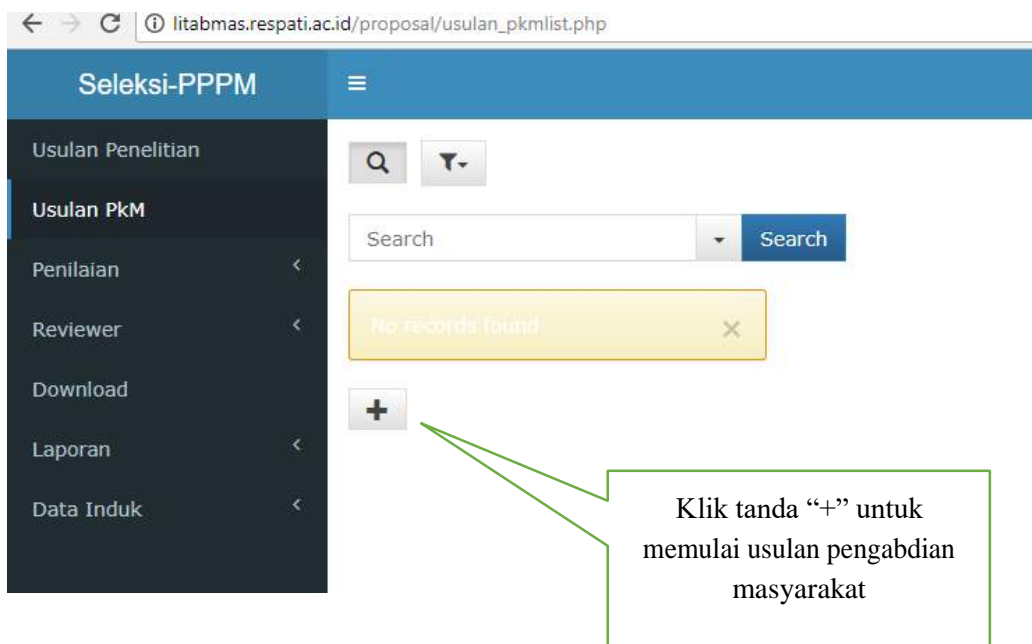 litabmas.respati.ac.id/proposal/usulan_pkmlist.php
Seleksi-PPPM
Usulan Penelitian
Usulan PkM
Penilaian
Reviewer
Download
Laporan
Data Induk
Search
Search
No records found
Klik tanda “+” untuk
memulai usulan pengabdian
masyarakat